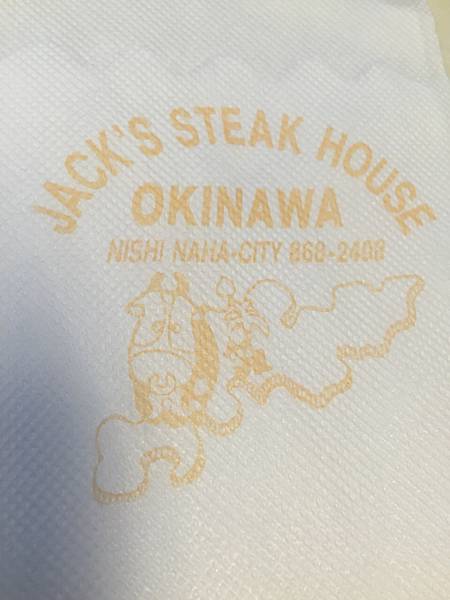 JACK'S STEAK HOUSE
OKINAWA
NISHI NAHA-CITY 868-2408